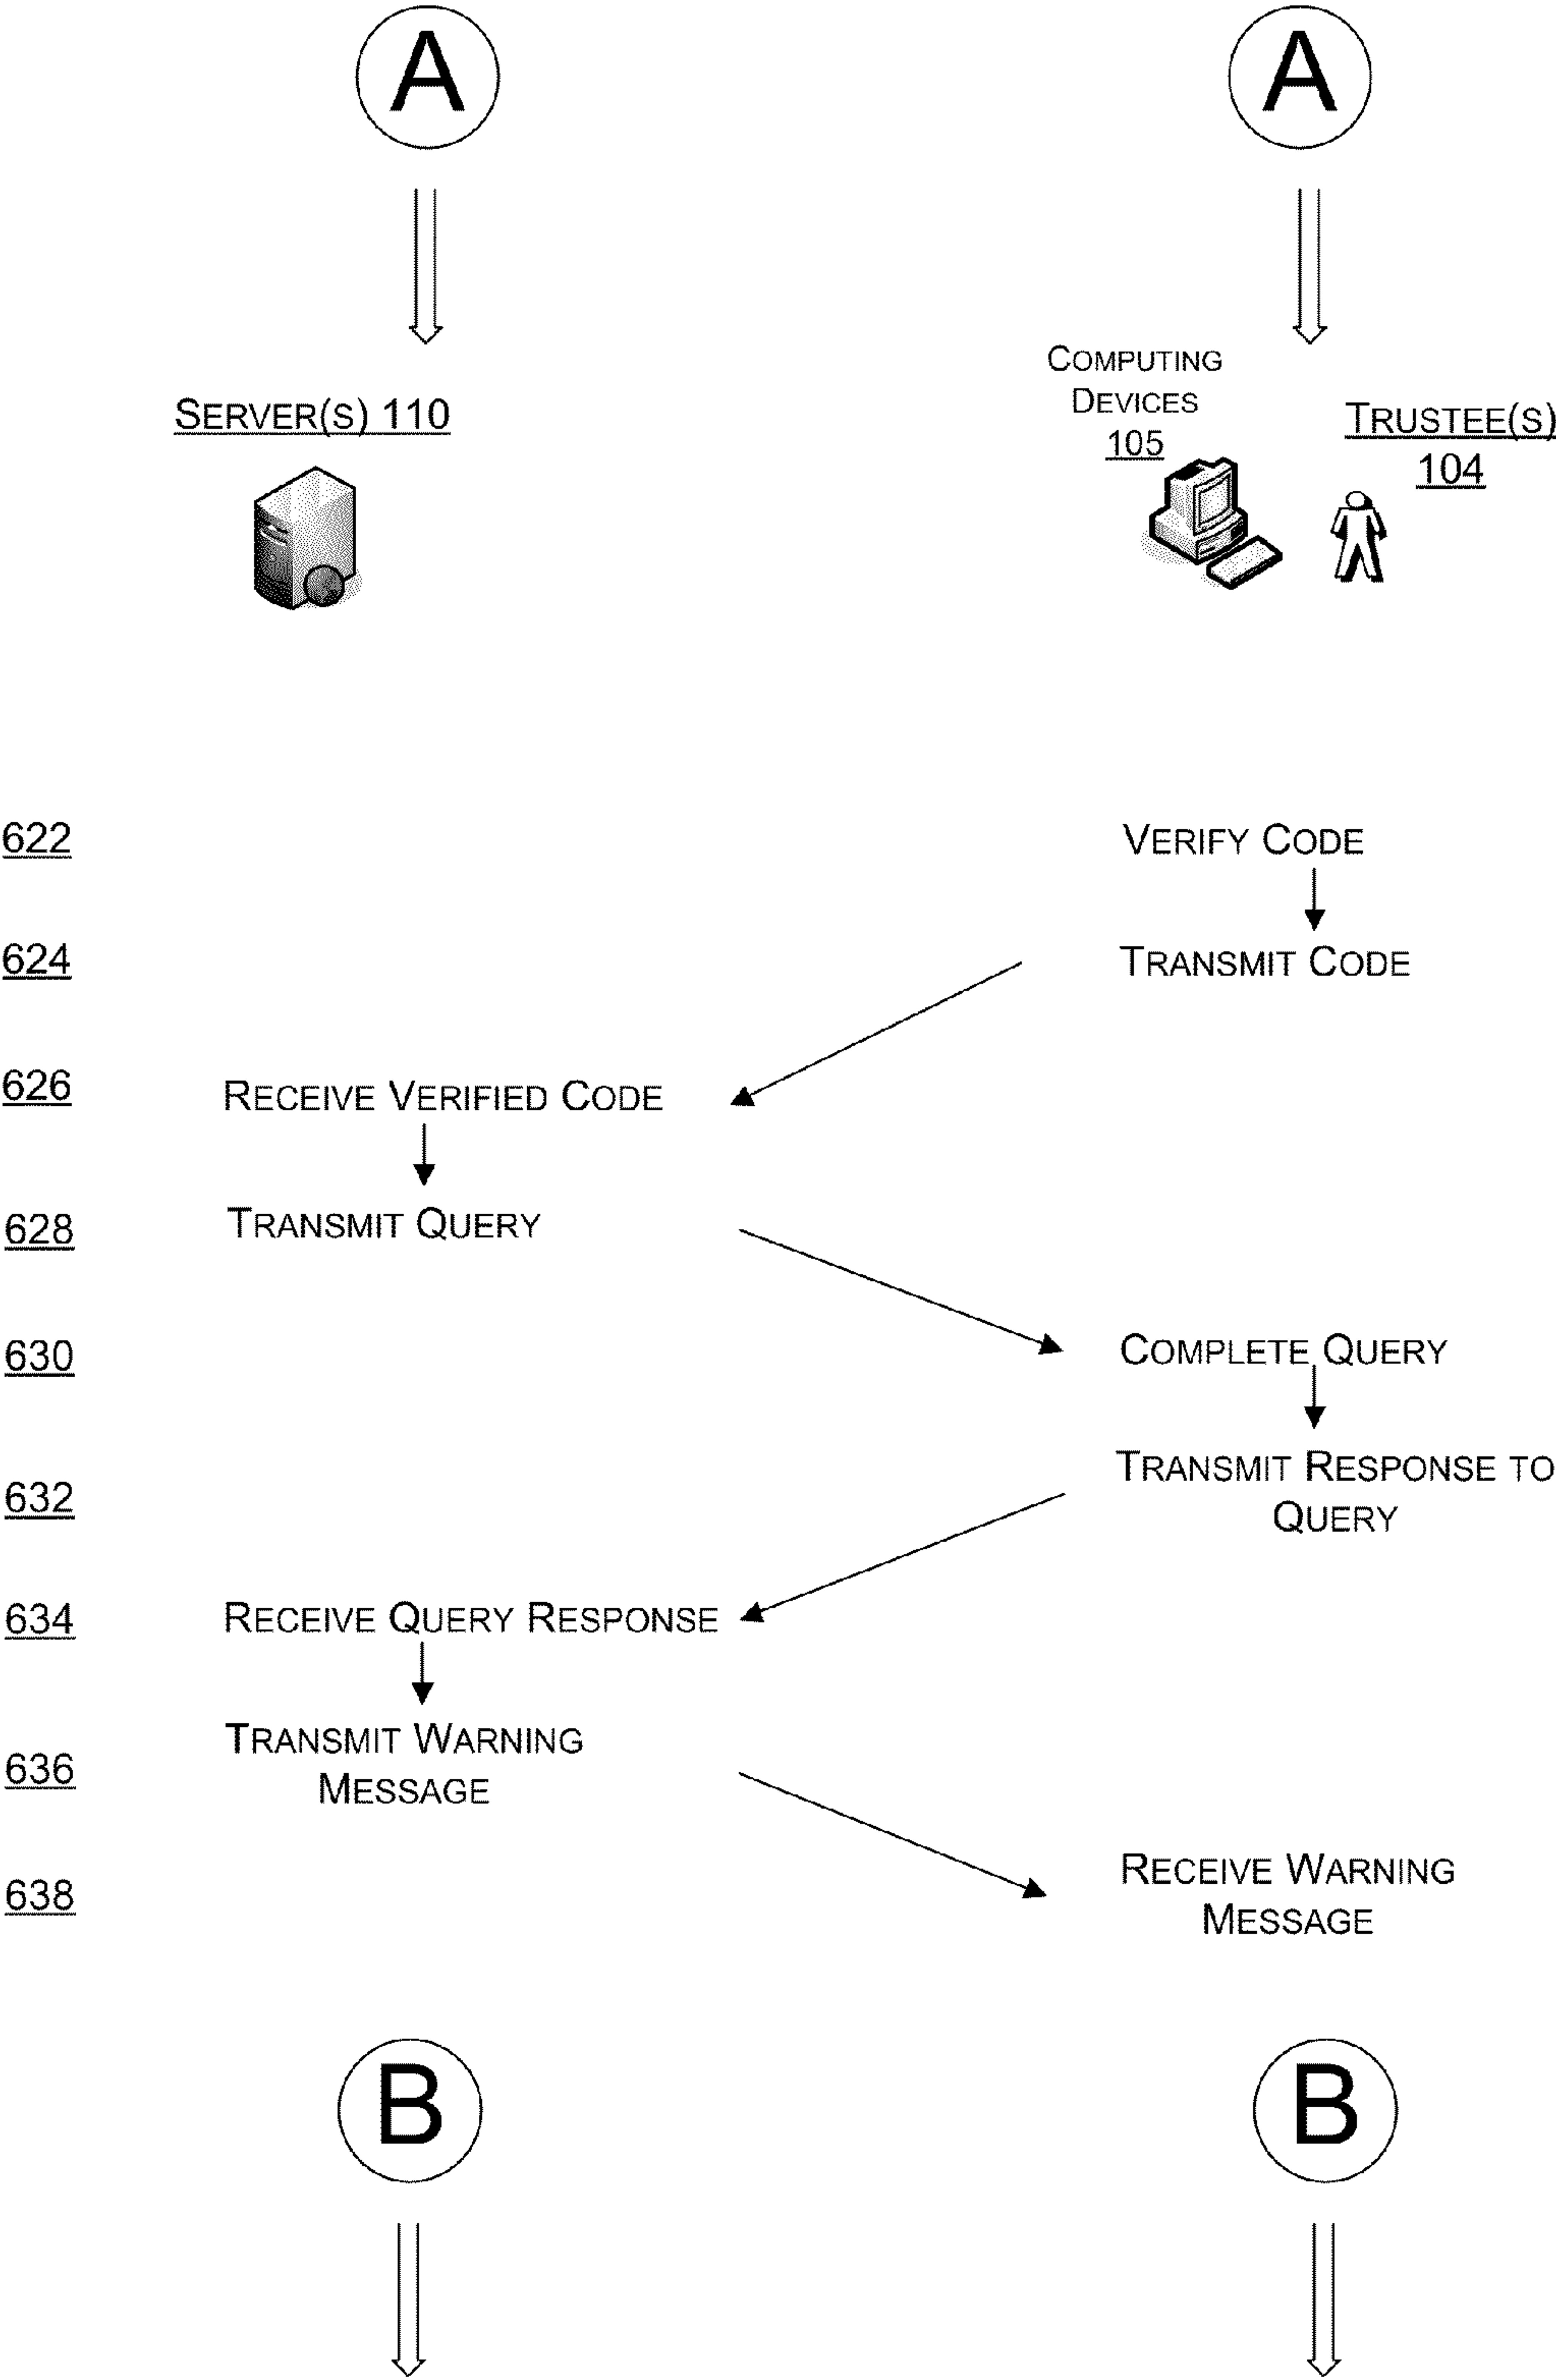 A
A
COMPUTING
DEVICES
105
SERVER(S) 110
TRUSTEE(S)
104
622
VERIFY CODE
624
TRANSMIT CODE
626
RECEIVE VERIFIED CODE
628
TRANSMIT QUERY
630
COMPLETE QUERY
632
TRANSMIT RESPONSE TO
QUERY
634
RECEIVE QUERY RESPONSE
636
TRANSMIT WARNING
MESSAGE
638
RECEIVE WARNING
MESSAGE
B
B